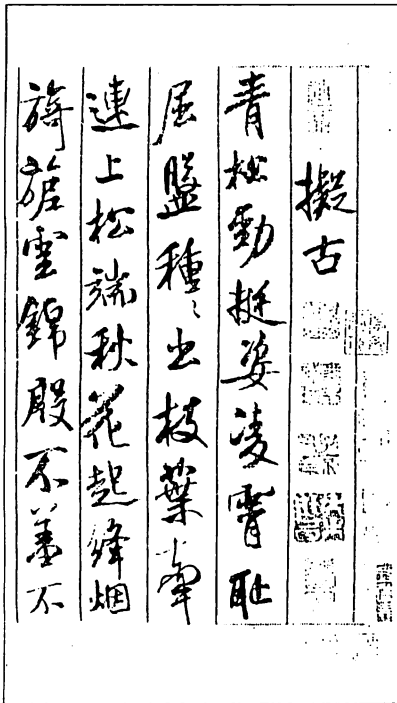 擬古
青松勁挺姿凌霄耻
屈盤種〻出枝葉牽
連上松端秋花起絳烟
旖旎雲錦殷不羞不